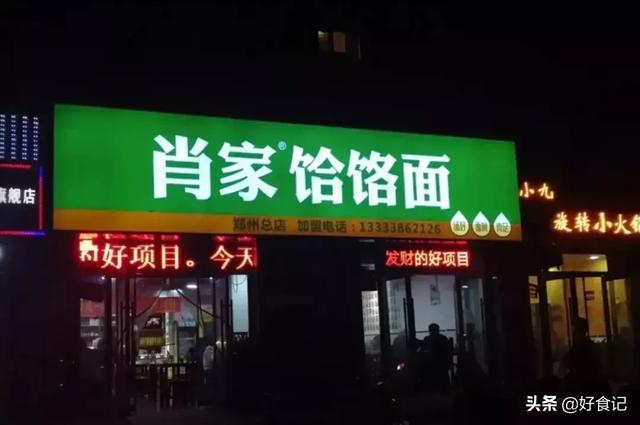 肖家®饸饹面
郑州总店 加盟电话：13333862126
旗舰店
的好项目。今天
发财的好项目
小九
旋转小火锅
头条 @好食记